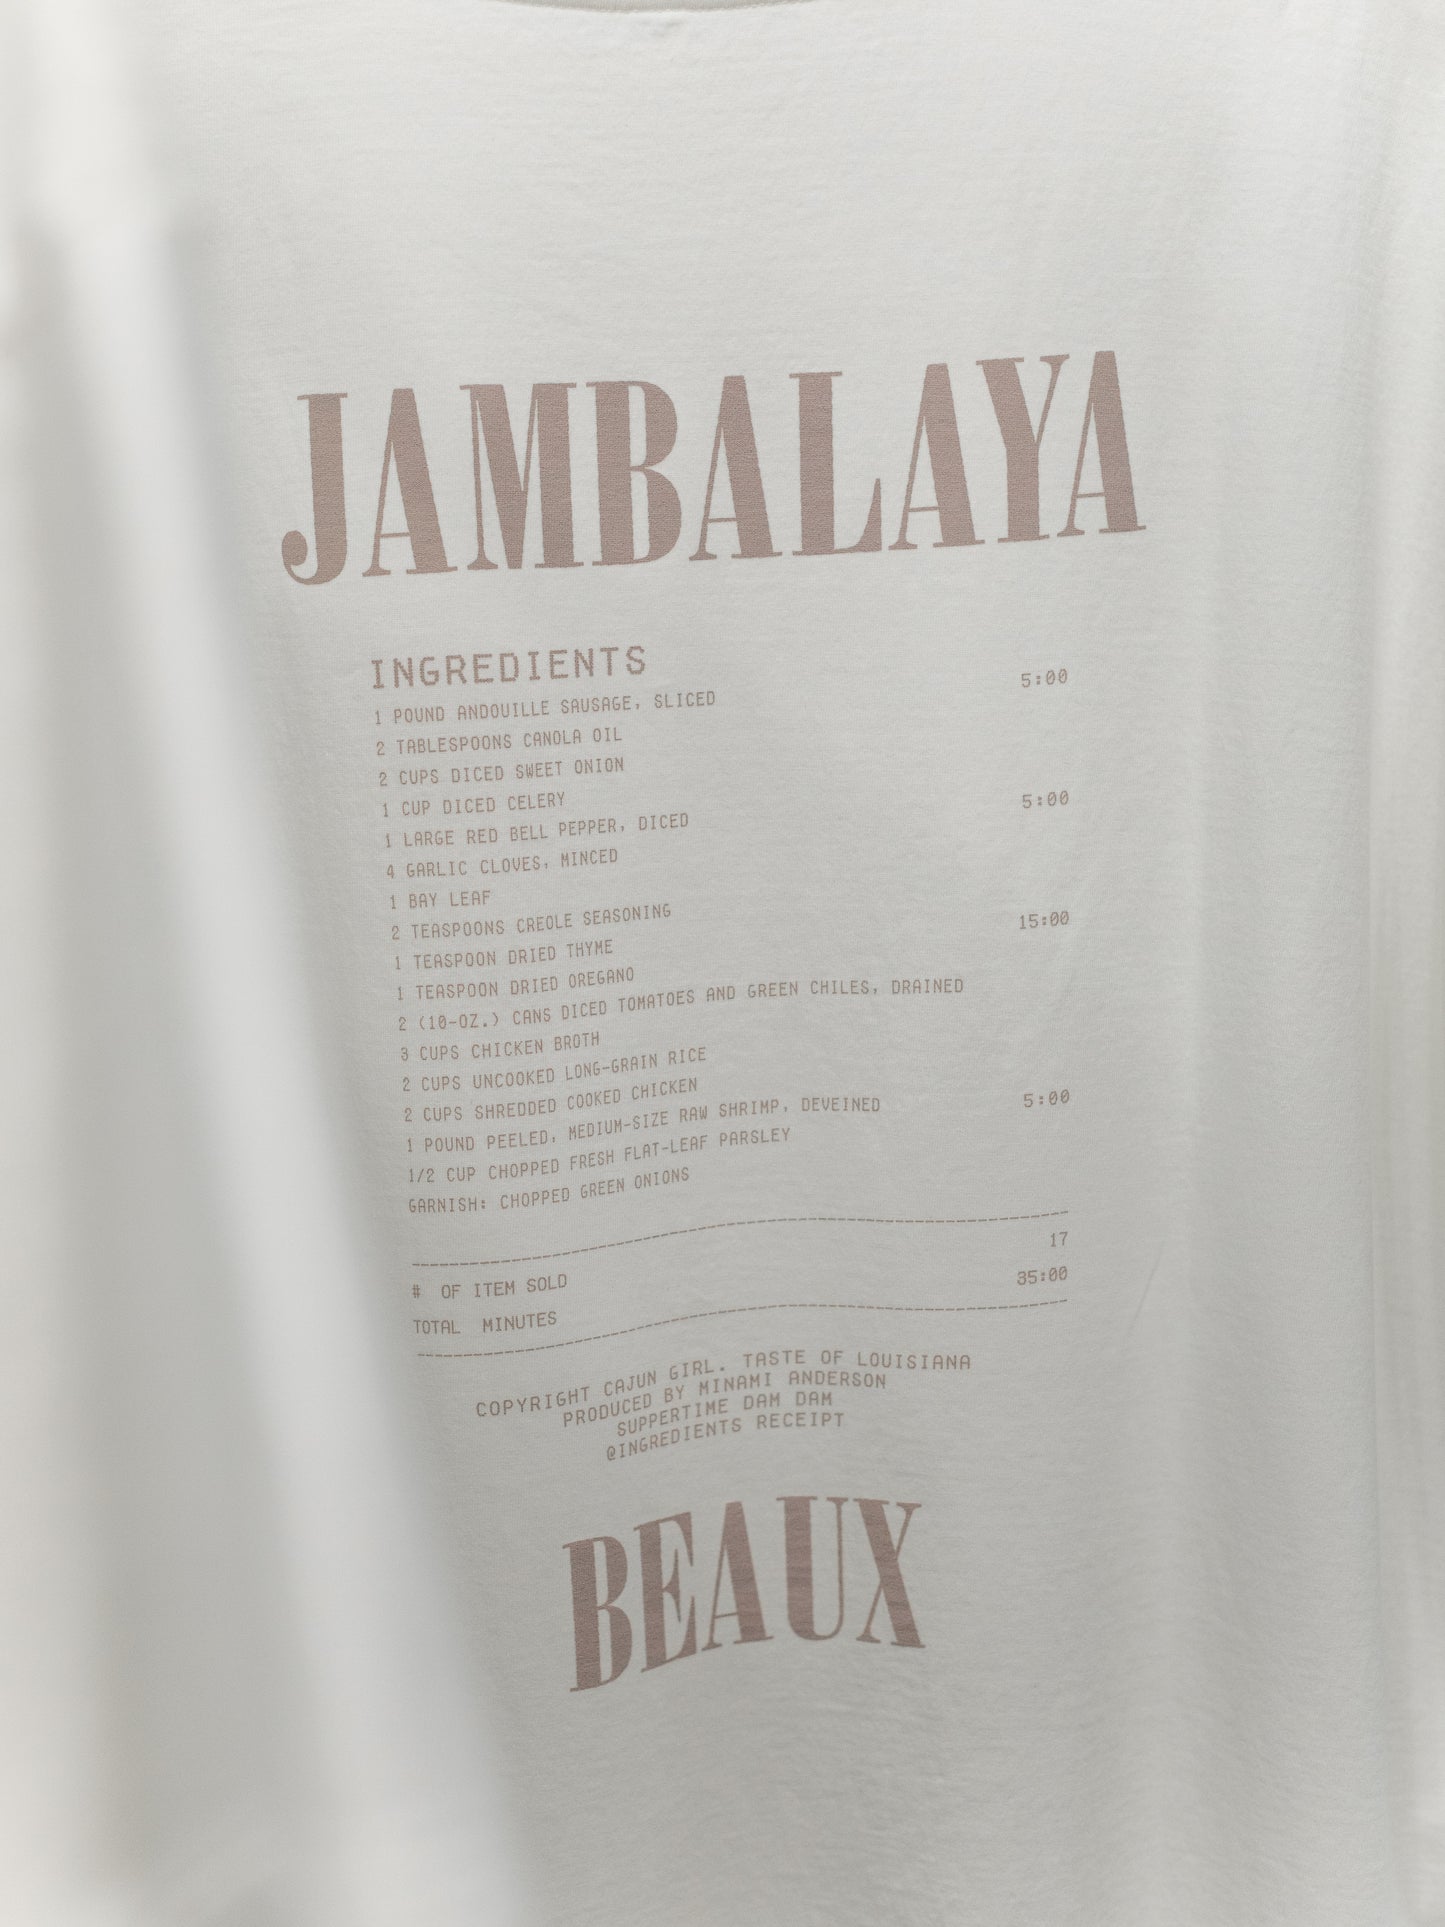 JAMBALAYA
INGREDIENTS
1 POUND ANDOUILLE SAUSAGE, SLICED 5:00
2 TABLESPOONS CANOLA OIL
2 CUPS DICED SWEET ONION
1 CUP DICED CELERY
1 LARGE RED BELL PEPPER, DICED 5:00
4 GARLIC CLOVES, MINCED
1 BAY LEAF
2 TEASPOONS CREOLE SEASONING
1 TEASPOON DRIED THYME 15:00
1 TEASPOON DRIED OREGANO
2 (10-OZ.) CANS DICED TOMATOES AND GREEN CHILES, DRAINED
3 CUPS CHICKEN BROTH
2 CUPS UNCOOKED LONG-GRAIN RICE
2 CUPS SHREDDED COOKED CHICKEN
1 POUND PEELED, MEDIUM-SIZE RAW SHRIMP, DEVEINED 5:00
1/2 CUP CHOPPED FRESH FLAT-LEAF PARSLEY
GARNISH: CHOPPED GREEN ONIONS
# OF ITEM SOLD 17
TOTAL MINUTES 35:00
COPYRIGHT CAJUN GIRL. TASTE OF LOUISIANA
PRODUCED BY MINAMI ANDERSON
SUPPERTIME DAM DAM
@INGREDIENTS RECEIPT
BEAUX